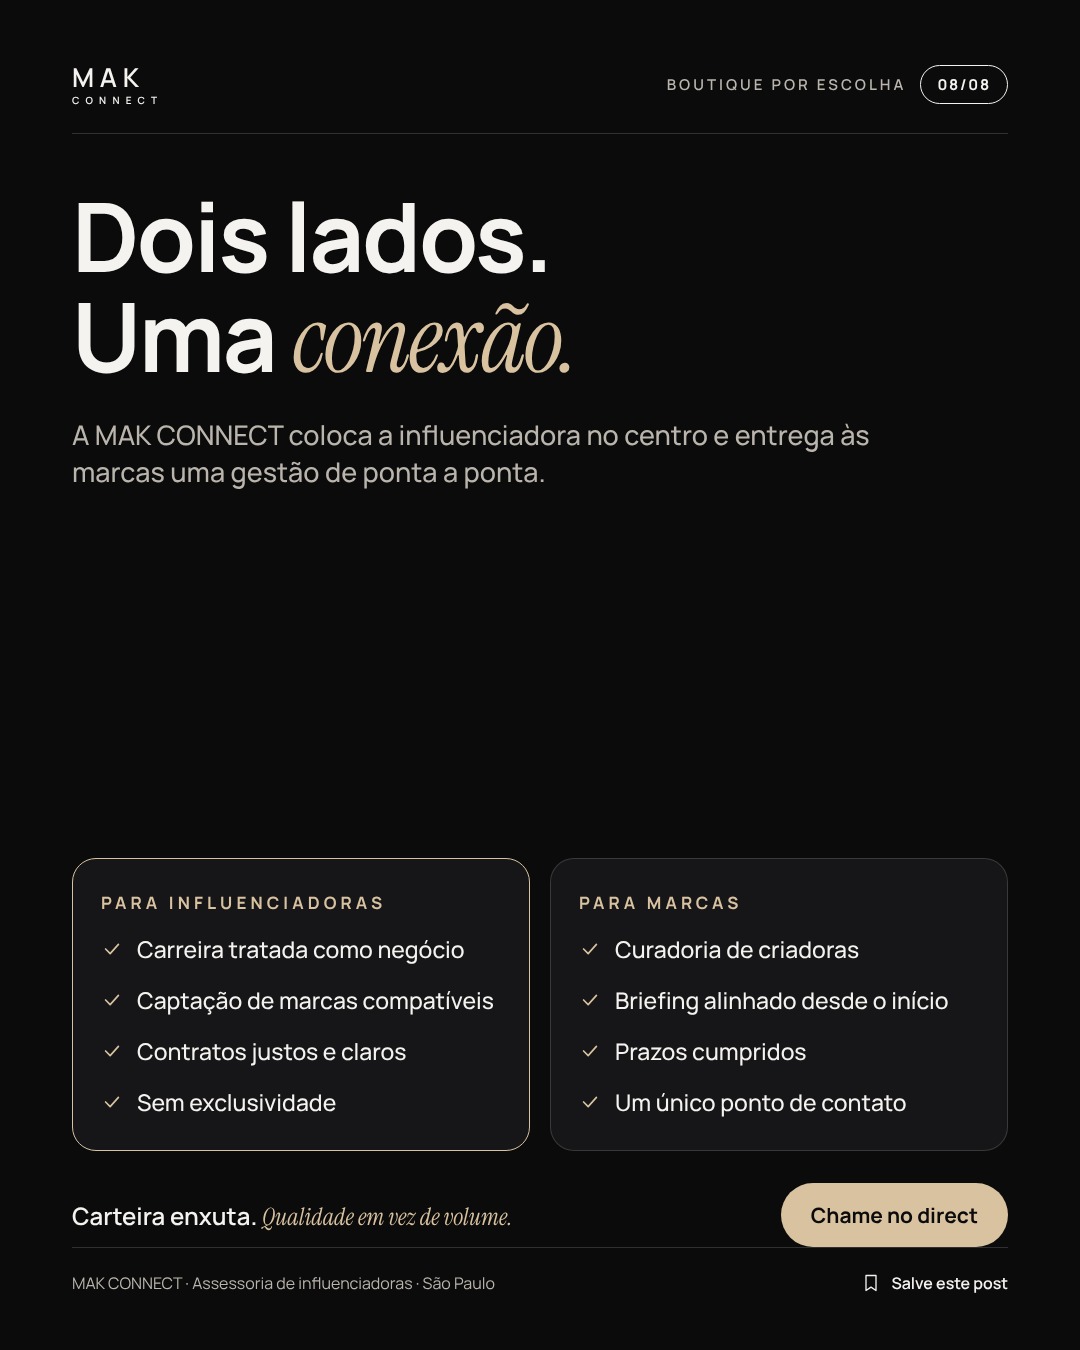 MAK
CONNECT
BOUTIQUE POR ESCOLHA
08/08
Dois lados.
Uma conexão.
A MAK CONNECT coloca a influenciadora no centro e entrega às
marcas uma gestão de ponta a ponta.
PARA INFLUENCIADORAS
Carreira tratada como negócio
Captação de marcas compatíveis
Contratos justos e claros
Sem exclusividade
PARA MARCAS
Curadoria de criadoras
Briefing alinhado desde o início
Prazos cumpridos
Um único ponto de contato
Carteira enxuta. Qualidade em vez de volume.
Chame no direct
MAK CONNECT · Assessoria de influenciadoras · São Paulo
Salve este post